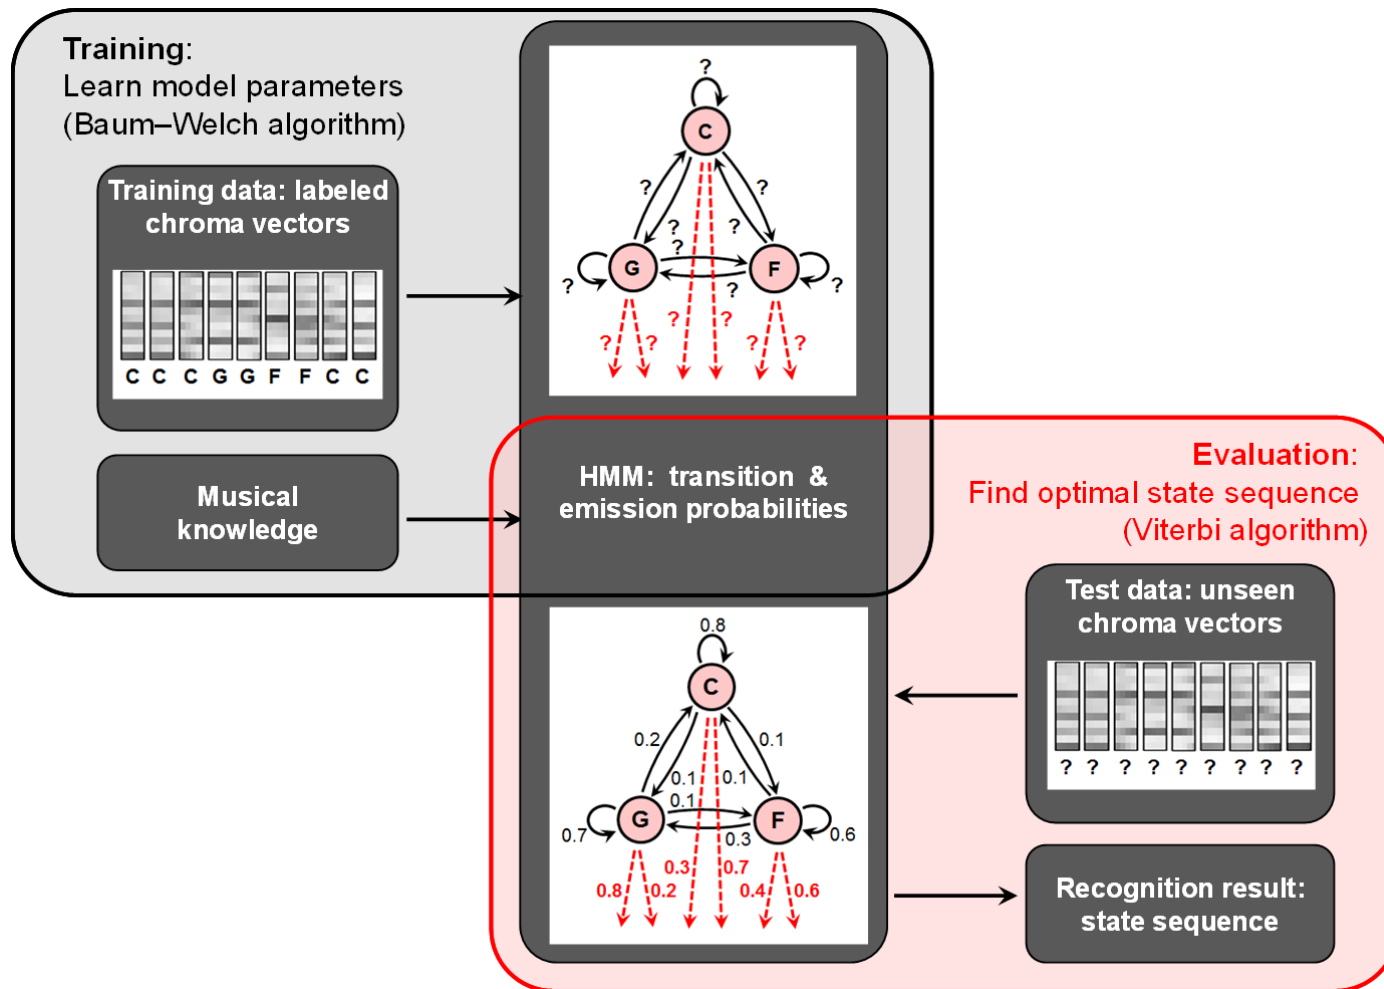 Training:
Learn model parameters
(Baum–Welch algorithm)
Training data: labeled
chroma vectors
C C C G G F F C C
Musical
knowledge
?
C
? ?
? ?
?
G F
? ? ?
? ? ? ? ? ?
HMM: transition &
emission probabilities
Evaluation:
Find optimal state sequence
(Viterbi algorithm)
Test data: unseen
chroma vectors
? ? ? ? ? ? ? ? ?
Recognition result:
state sequence
0.8
C
0.2 0.1
0.1 0.1
0.1
G F
0.7 0.3 0.6
0.3 0.7
0.8 0.2 0.4 0.6